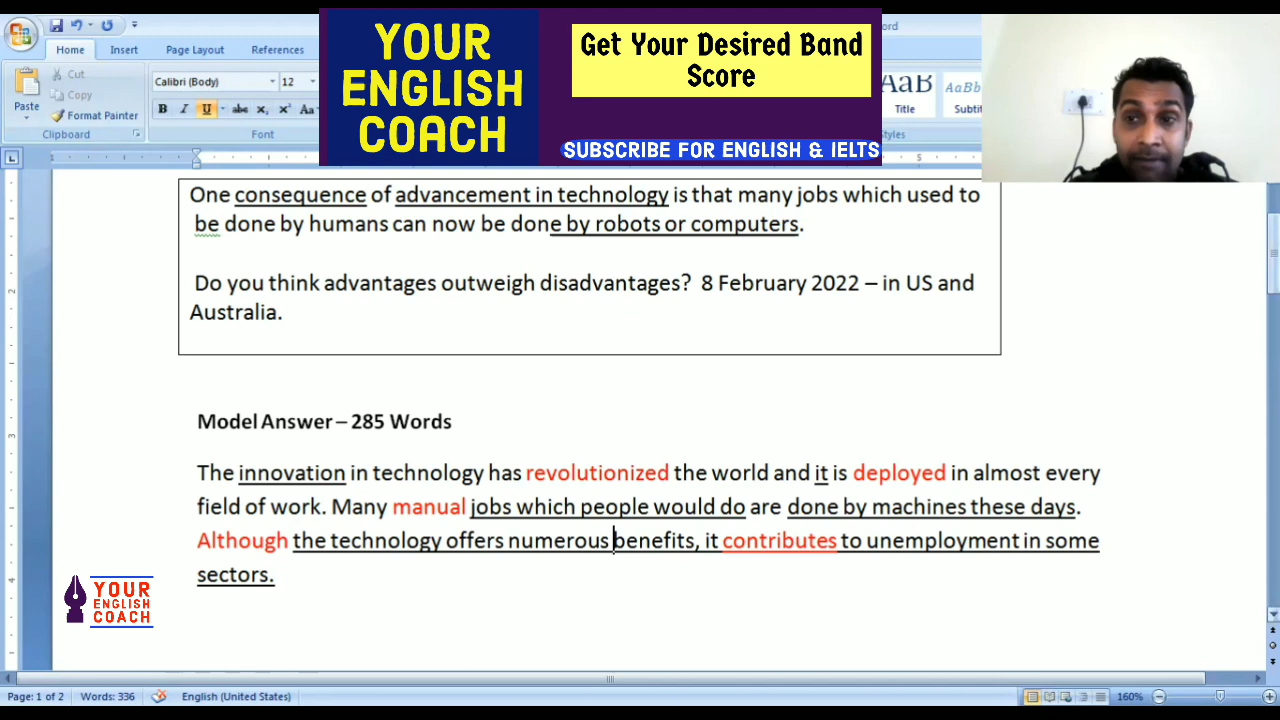 YOUR
ENGLISH
COACH
Get Your Desired Band
Score
SUBSCRIBE FOR ENGLISH & IELTS
Home Insert Page Layout References
Cut
Copy
Format Painter
Paste
Clipboard
Calibri (Body) 12
B I U abc X₂ X² Aa
Font
Title
Subtit
AaB AaBb
tyles
ord
One consequence of advancement in technology is that many jobs which used to
be done by humans can now be done by robots or computers.
Do you think advantages outweigh disadvantages? 8 February 2022 – in US and
Australia.
Model Answer – 285 Words
The innovation in technology has revolutionized the world and it is deployed in almost every
field of work. Many manual jobs which people would do are done by machines these days.
Although the technology offers numerous benefits, it contributes to unemployment in some
sectors.
YOUR
ENGLISH
COACH
Page: 1 of 2 Words: 336 English (United States) 160%